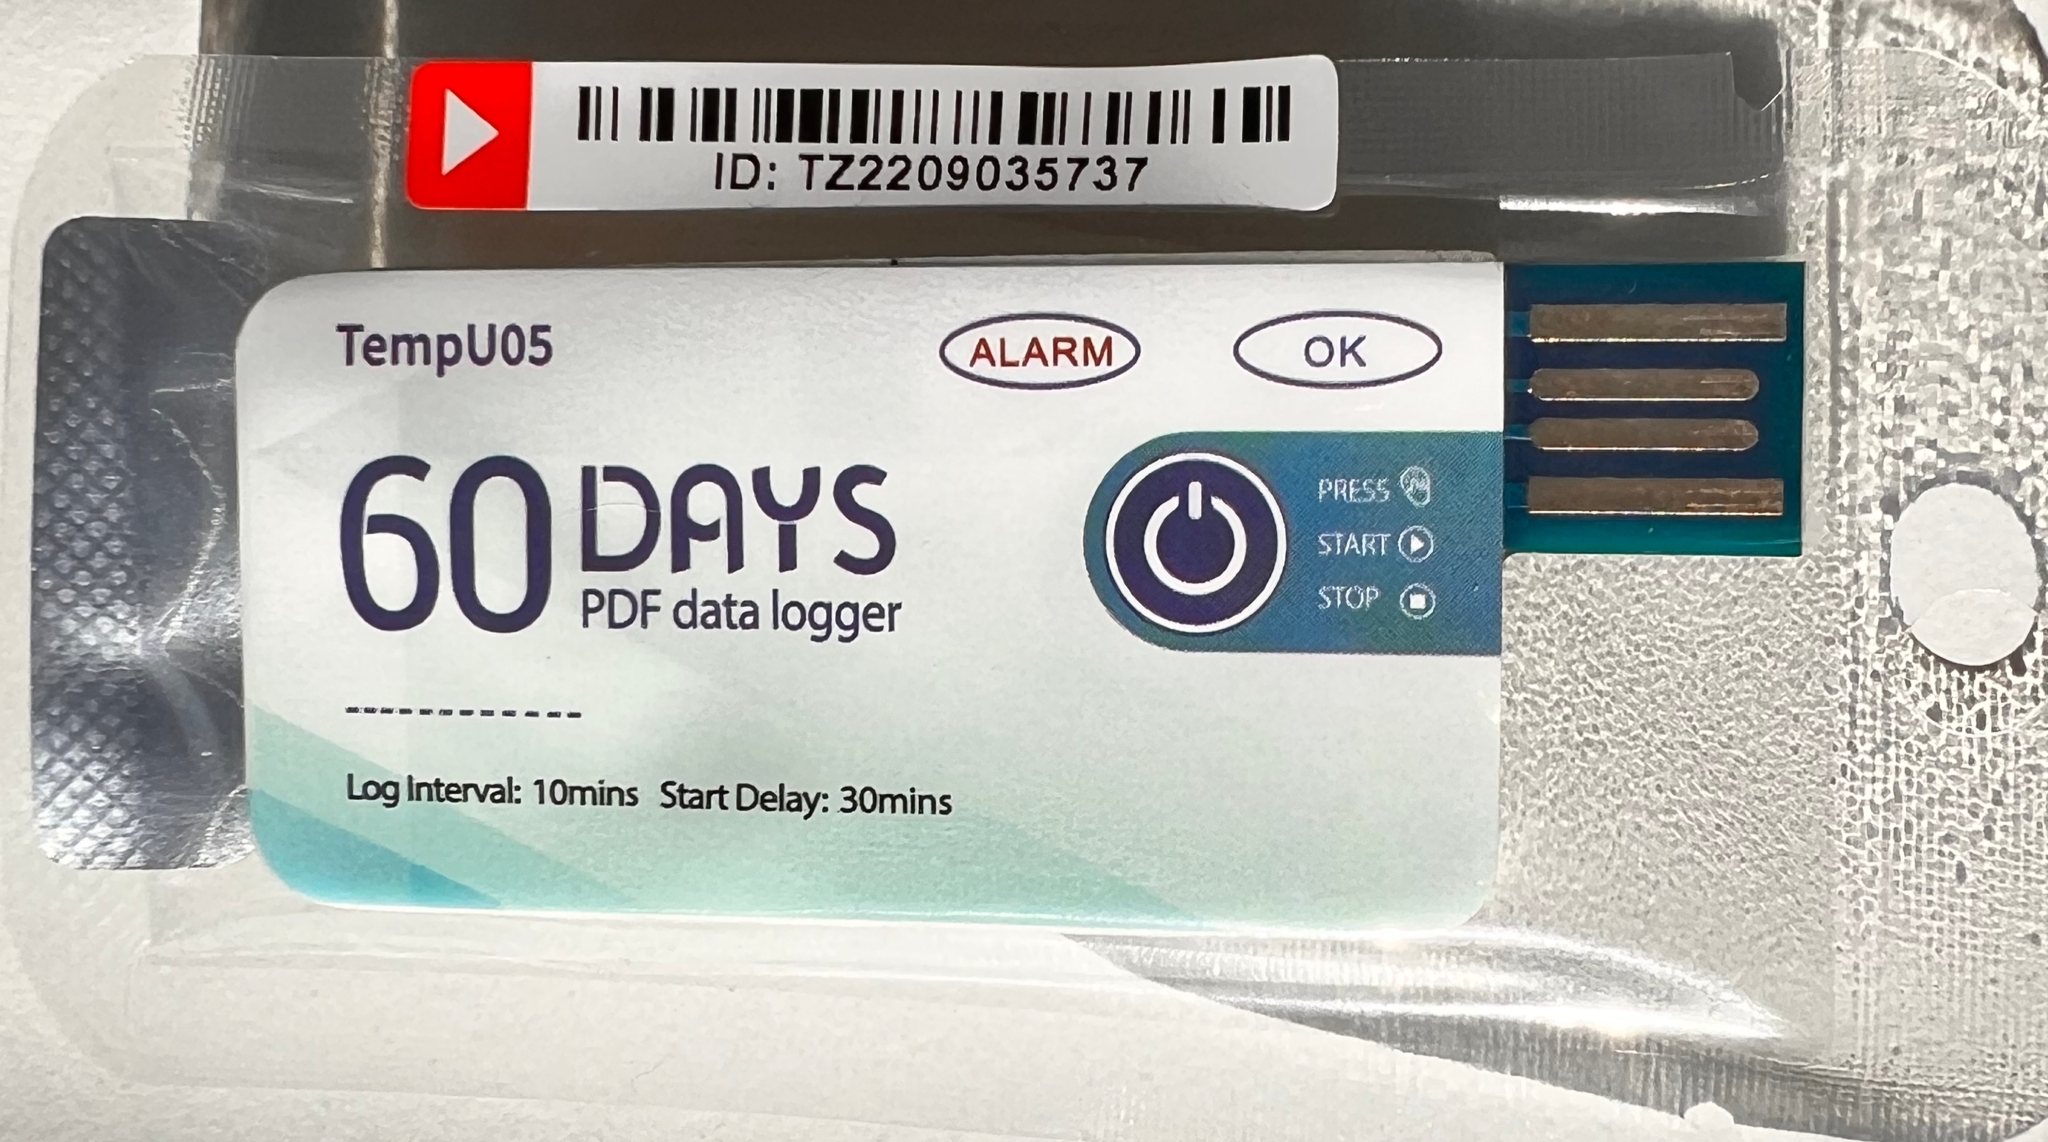 ID: TZ2209035737
TempU05
ALARM
OK
60 DAYS
PDF data logger
PRESS
START
STOP
Log Interval: 10mins Start Delay: 30mins